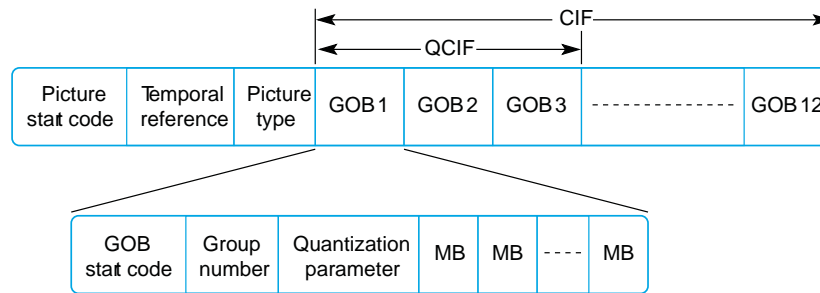 CIF
QCIF
Picture
start code
Temporal
reference
Picture
type
GOB 1
GOB 2
GOB 3
GOB 12
GOB
start code
Group
number
Quantization
parameter
MB
MB
MB